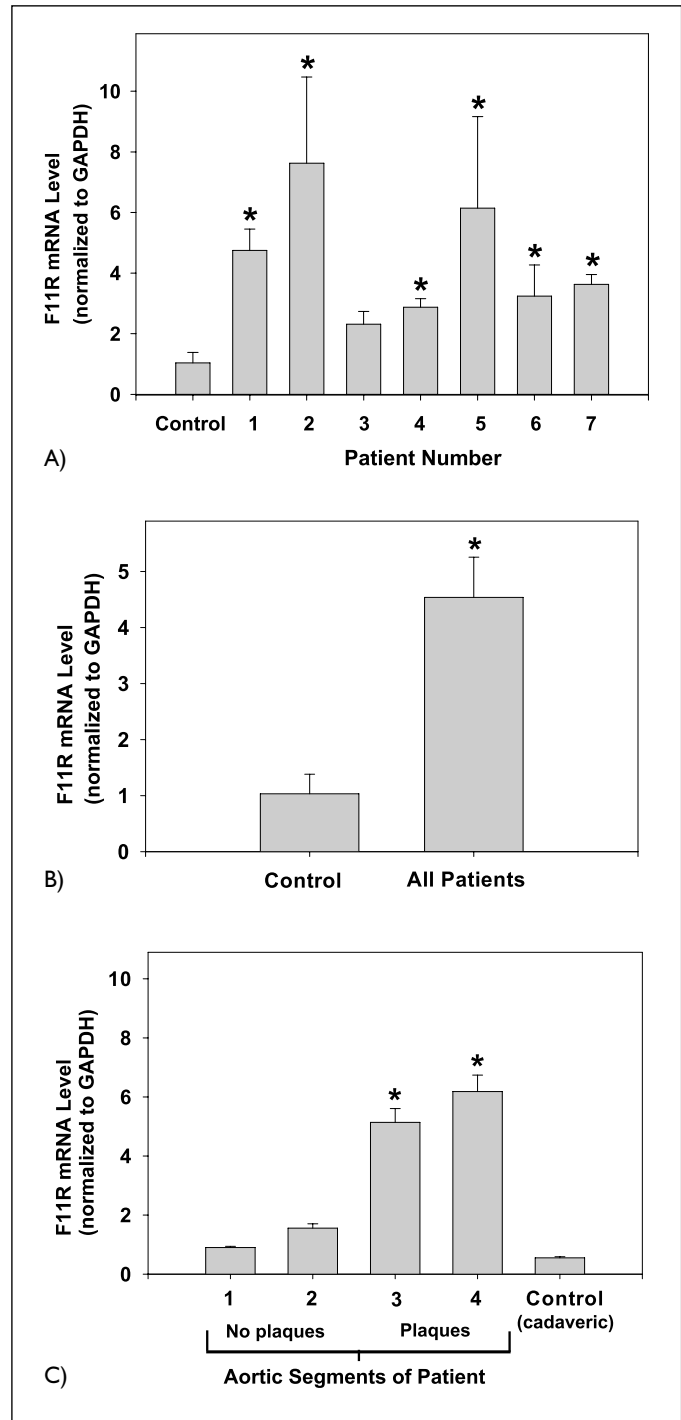 F11R mRNA Level
(normalized to GAPDH)
10
8
6
4
2
0
*
*
*
*
*
*
Control 1 2 3 4 5 6 7
Patient Number
A)
F11R mRNA Level
(normalized to GAPDH)
5
4
3
2
1
0
*
Control All Patients
B)
F11R mRNA Level
(normalized to GAPDH)
10
8
6
4
2
0
*
*
1 2 3 4 Control
(cadaveric)
No plaques Plaques
Aortic Segments of Patient
C)